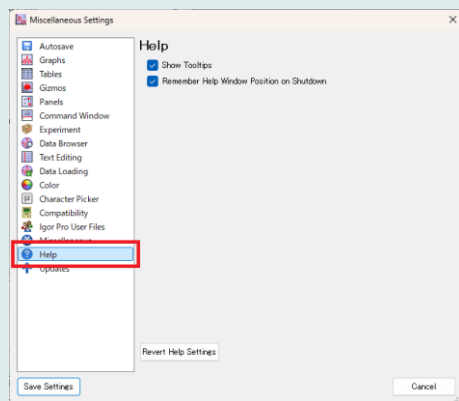 Miscellaneous Settings
Autosave
Graphs
Tables
Gizmos
Panels
Command Window
Experiment
Data Browser
Text Editing
Data Loading
Color
Character Picker
Compatibility
Igor Pro User Files
Miscellaneous
Help
Updates
Help
Show Tooltips
Remember Help Window Position on Shutdown
Revert Help Settings
Save Settings
Cancel